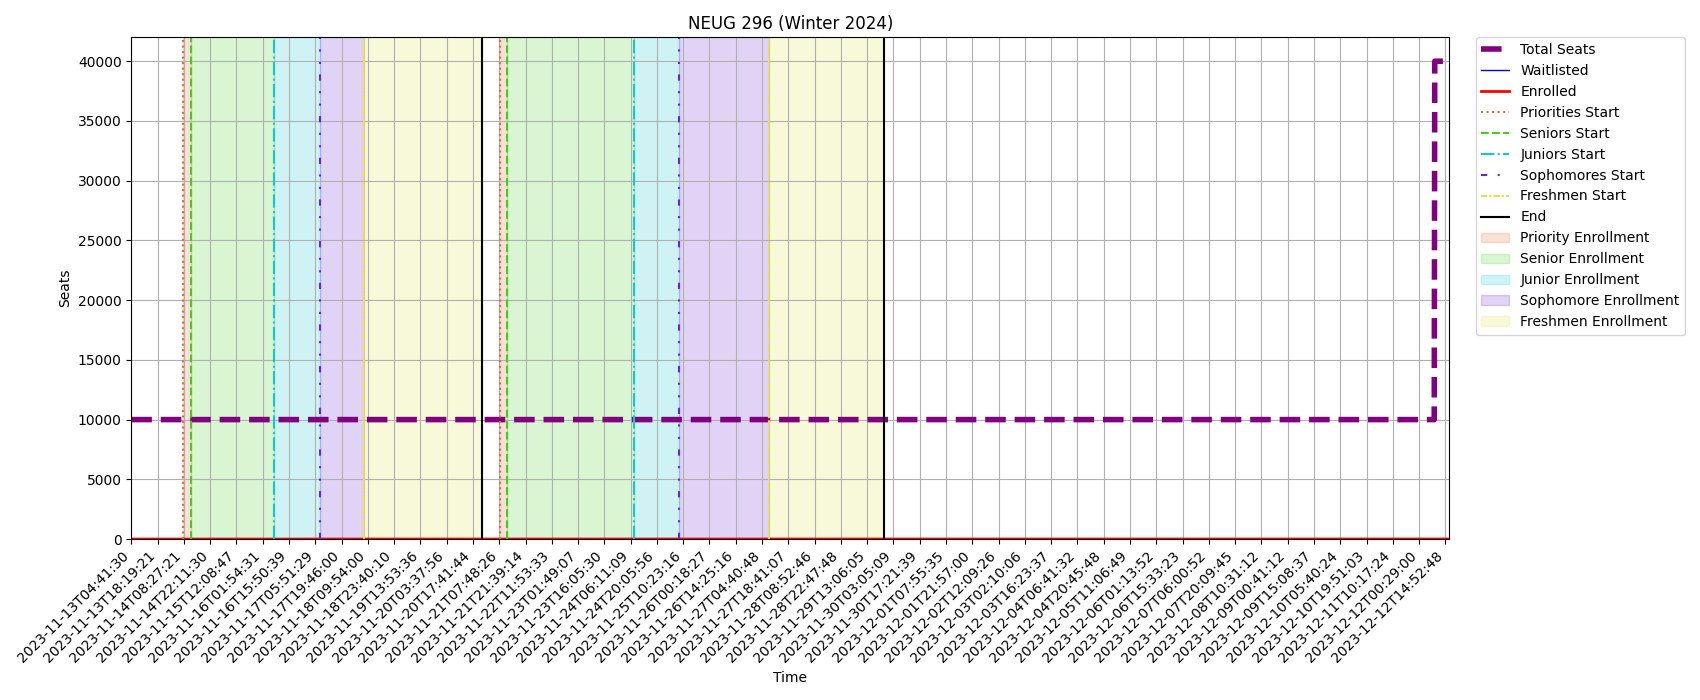 NEUG 296 (Winter 2024)
40000
35000
30000
25000
20000
15000
10000
5000
0
Seats
2023-11-13T04:41:30
2023-11-13T18:19:21
2023-11-14T08:27:21
2023-11-14T22:11:30
2023-11-15T12:08:47
2023-11-16T01:54:31
2023-11-16T15:50:39
2023-11-17T05:51:29
2023-11-17T19:46:00
2023-11-18T09:54:00
2023-11-18T23:40:10
2023-11-19T13:53:36
2023-11-20T03:37:56
2023-11-20T17:41:44
2023-11-21T07:48:26
2023-11-21T21:39:14
2023-11-22T11:53:33
2023-11-23T01:49:07
2023-11-23T16:05:30
2023-11-24T06:11:09
2023-11-24T20:05:56
2023-11-25T10:23:16
2023-11-26T00:18:27
2023-11-26T14:25:16
2023-11-27T04:40:48
2023-11-27T18:41:07
2023-11-28T08:52:46
2023-11-28T22:47:48
2023-11-29T13:06:05
2023-11-30T03:05:09
2023-11-30T17:21:39
2023-12-01T07:55:35
2023-12-01T21:57:00
2023-12-02T12:09:26
2023-12-03T02:10:06
2023-12-03T16:23:37
2023-12-04T06:41:32
2023-12-04T20:45:48
2023-12-05T11:06:49
2023-12-06T01:13:52
2023-12-06T15:33:23
2023-12-07T06:00:52
2023-12-07T20:09:45
2023-12-08T10:31:12
2023-12-09T00:41:12
2023-12-09T15:08:37
2023-12-10T05:40:24
2023-12-10T19:51:03
2023-12-11T10:17:24
2023-12-12T00:29:00
2023-12-12T14:52:48
Time
Total Seats
Waitlisted
Enrolled
Priorities Start
Seniors Start
Juniors Start
Sophomores Start
Freshmen Start
End
Priority Enrollment
Senior Enrollment
Junior Enrollment
Sophomore Enrollment
Freshmen Enrollment